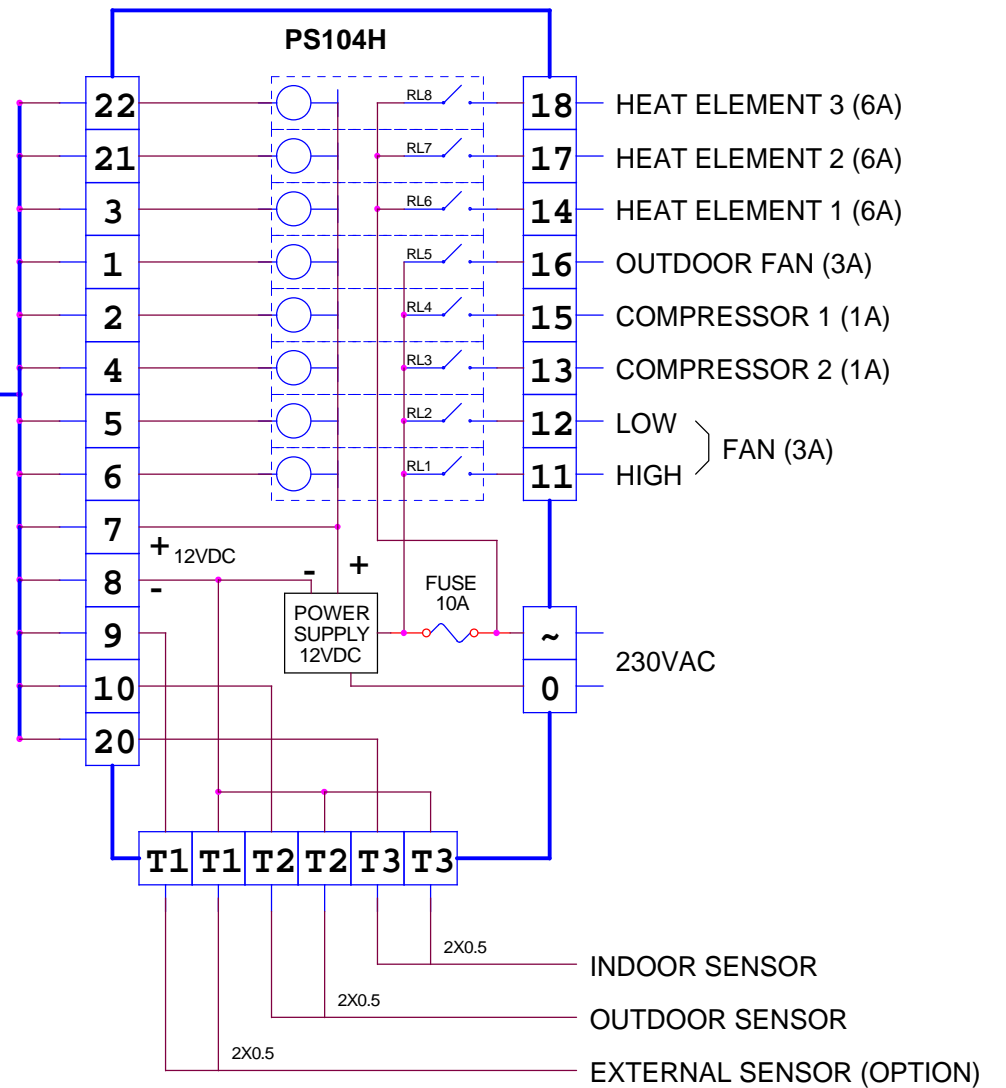 PS104H
22 RL8 18 HEAT ELEMENT 3 (6A)
21 RL7 17 HEAT ELEMENT 2 (6A)
3 RL6 14 HEAT ELEMENT 1 (6A)
1 RL5 16 OUTDOOR FAN (3A)
2 RL4 15 COMPRESSOR 1 (1A)
4 RL3 13 COMPRESSOR 2 (1A)
5 RL2 12 LOW
FAN (3A)
6 RL1 11 HIGH
7
+ 12VDC
8 -
- +
FUSE
10A
POWER
SUPPLY
12VDC
9 ~
230VAC
10 0
20
T1 T1 T2 T2 T3 T3
2X0.5
INDOOR SENSOR
2X0.5
OUTDOOR SENSOR
2X0.5
EXTERNAL SENSOR (OPTION)